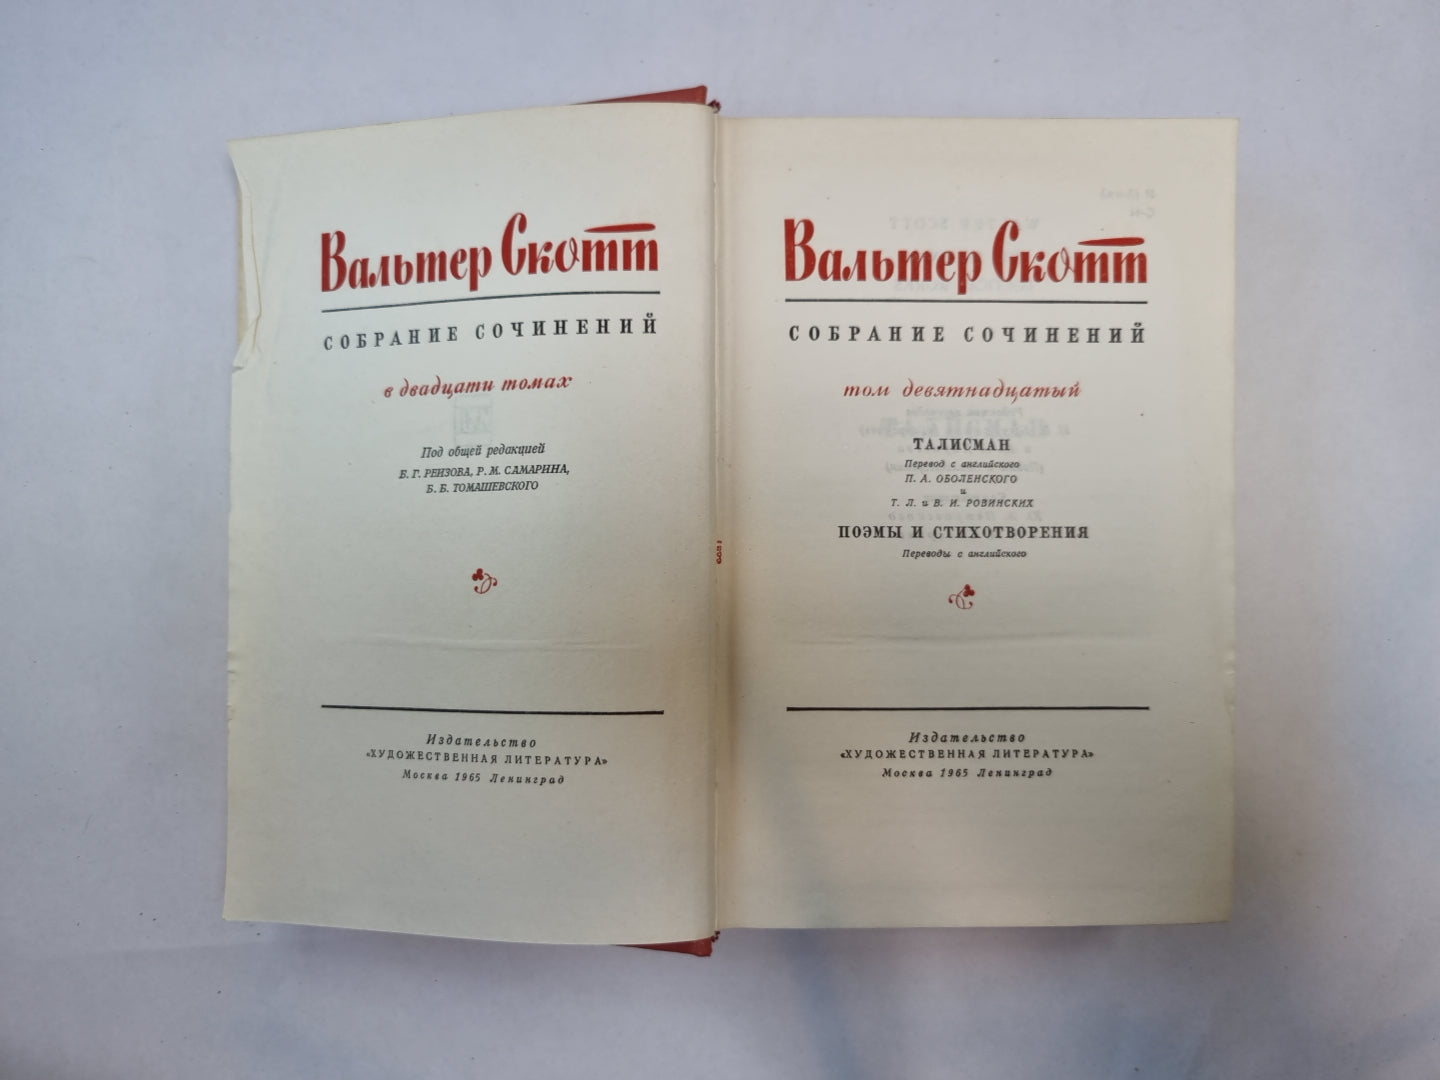 Вальтер Скотт
СОБРАНИЕ СОЧИНЕНИЙ
в двадцати томах
Под общей редакцией
Б. Г. РЕИЗОВА, Р. М. САМАРИНА,
Б. Б. ТОМАШЕВСКОГО
Издательство
«ХУДОЖЕСТВЕННАЯ ЛИТЕРАТУРА»
Москва 1965 Ленинград
Вальтер Скотт
СОБРАНИЕ СОЧИНЕНИЙ
том девятнадцатый
ТАЛИСМАН
Перевод с английского
П. А. ОБОЛЕНСКОГО
и
Т. Л. и В. И. РОВИНСКИХ
ПОЭМЫ И СТИХОТВОРЕНИЯ
Переводы с английского
Издательство
«ХУДОЖЕСТВЕННАЯ ЛИТЕРАТУРА»
Москва 1965 Ленинград